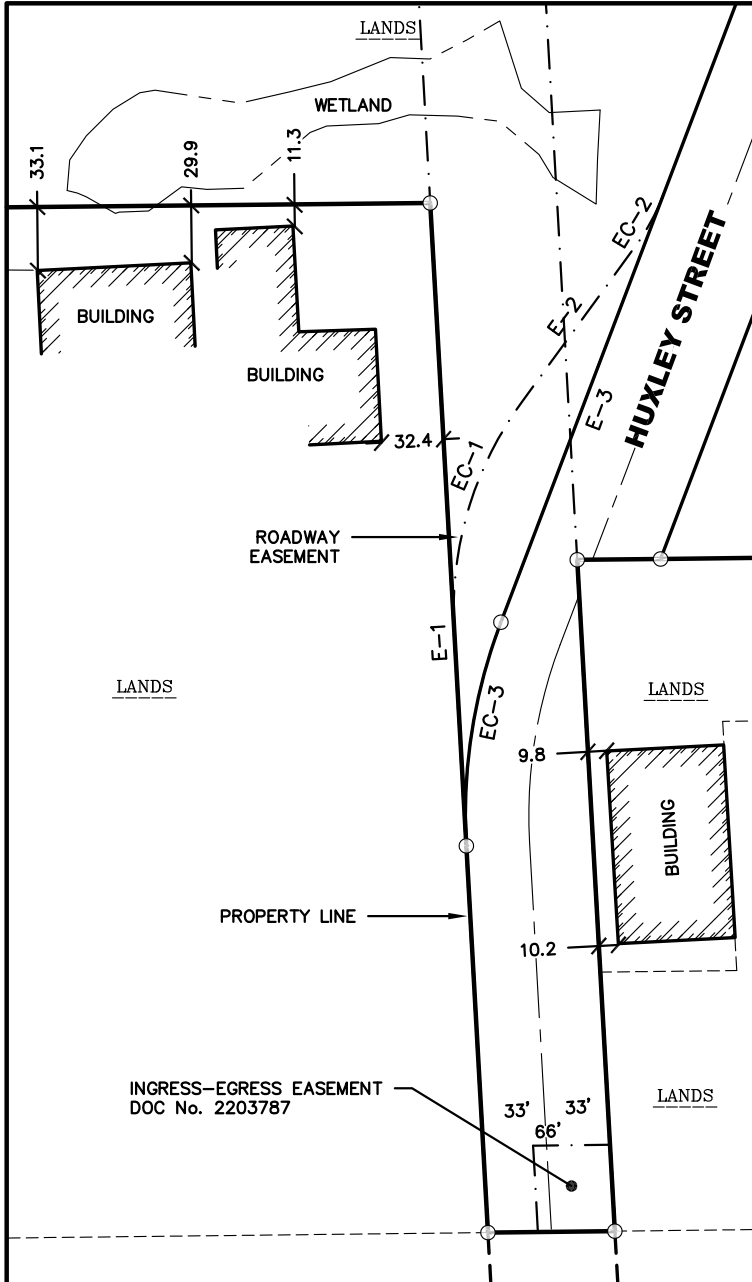 LANDS
WETLAND
33.1
29.9
11.3
EC-2
BUILDING
E-2
HUXLEY STREET
BUILDING
E-3
32.4
EC-1
ROADWAY
EASEMENT
E-1
LANDS
LANDS
EC-3
9.8
BUILDING
PROPERTY LINE
10.2
INGRESS-EGRESS EASEMENT
DOC No. 2203787
LANDS
33' 33'
66'